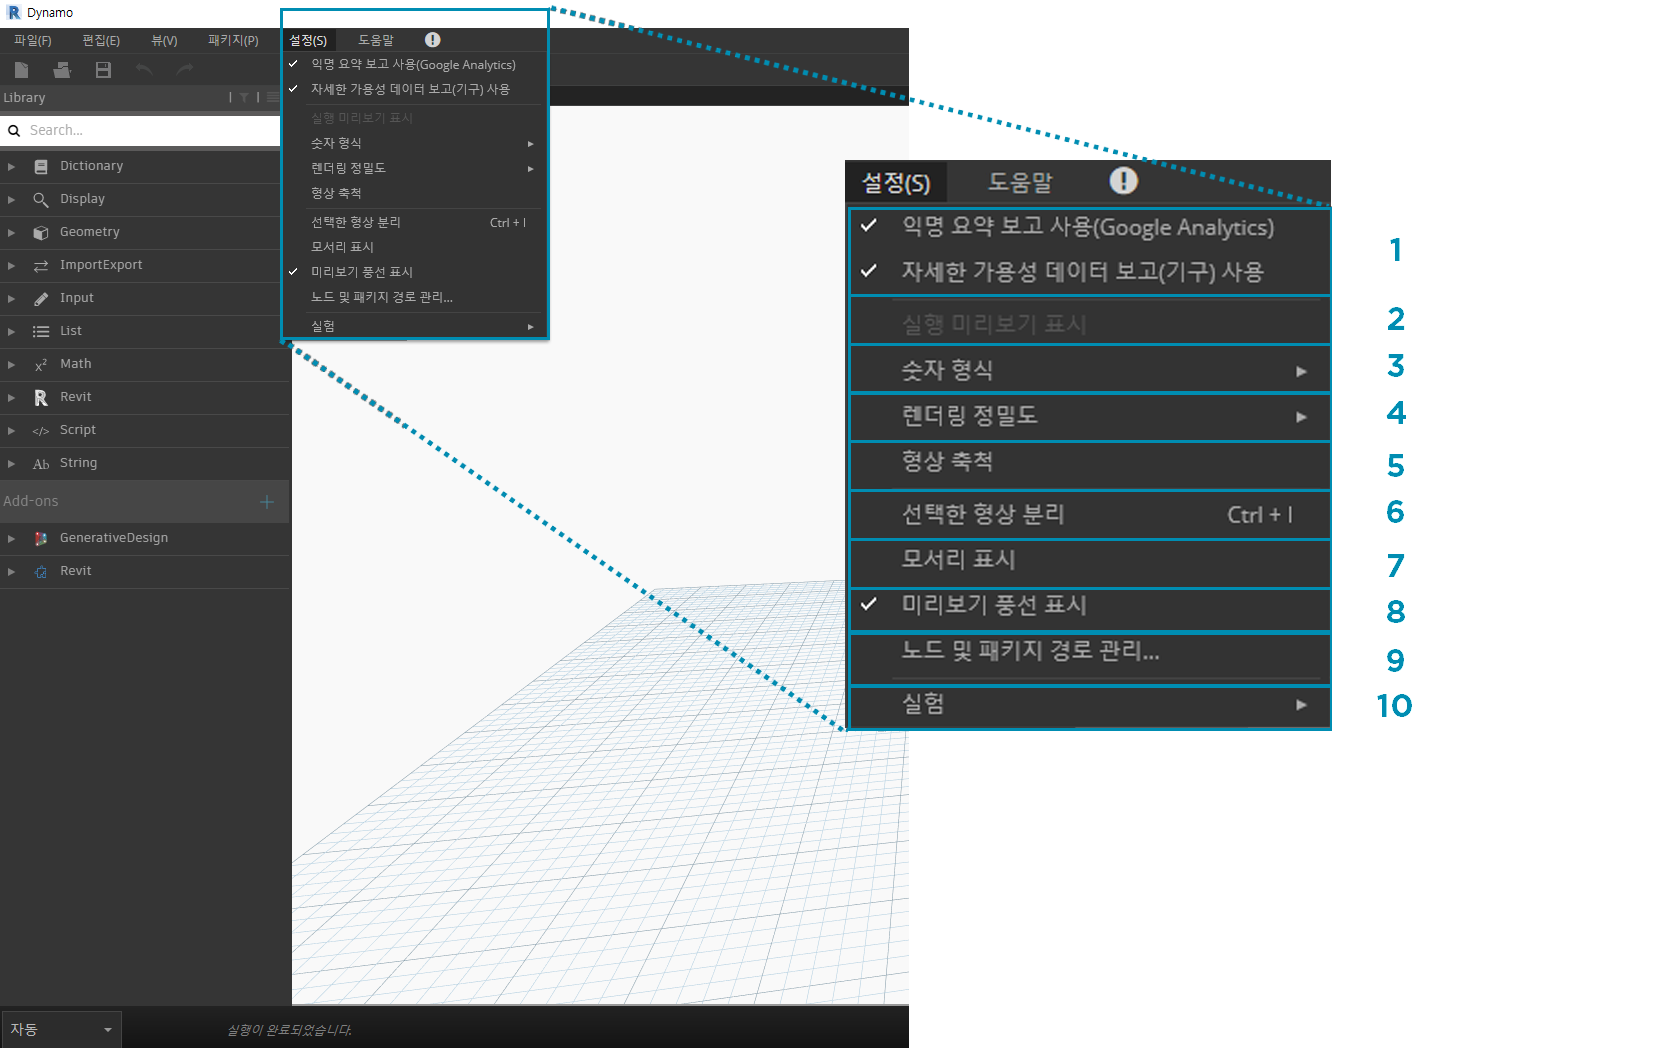 Dynamo
파일(F) 편집(E) 뷰(V) 패키지(P) 설정(S) 도움말
익명 요약 보고 사용(Google Analytics)
자세한 가용성 데이터 보고(기구) 사용
실행 미리보기 표시
숫자 형식
렌더링 정밀도
형상 축척
선택한 형상 분리 Ctrl + I
모서리 표시
미리보기 풍선 표시
노드 및 패키지 경로 관리...
실험
Library
Search...
Dictionary
Display
Geometry
ImportExport
Input
List
Math
Revit
Script
String
Add-ons
GenerativeDesign
Revit
자동
실행이 완료되었습니다.
설정(S) 도움말
익명 요약 보고 사용(Google Analytics)
자세한 가용성 데이터 보고(기구) 사용
1
실행 미리보기 표시 2
숫자 형식 3
렌더링 정밀도 4
형상 축척 5
선택한 형상 분리 Ctrl + I 6
모서리 표시 7
미리보기 풍선 표시 8
노드 및 패키지 경로 관리... 9
실험 10